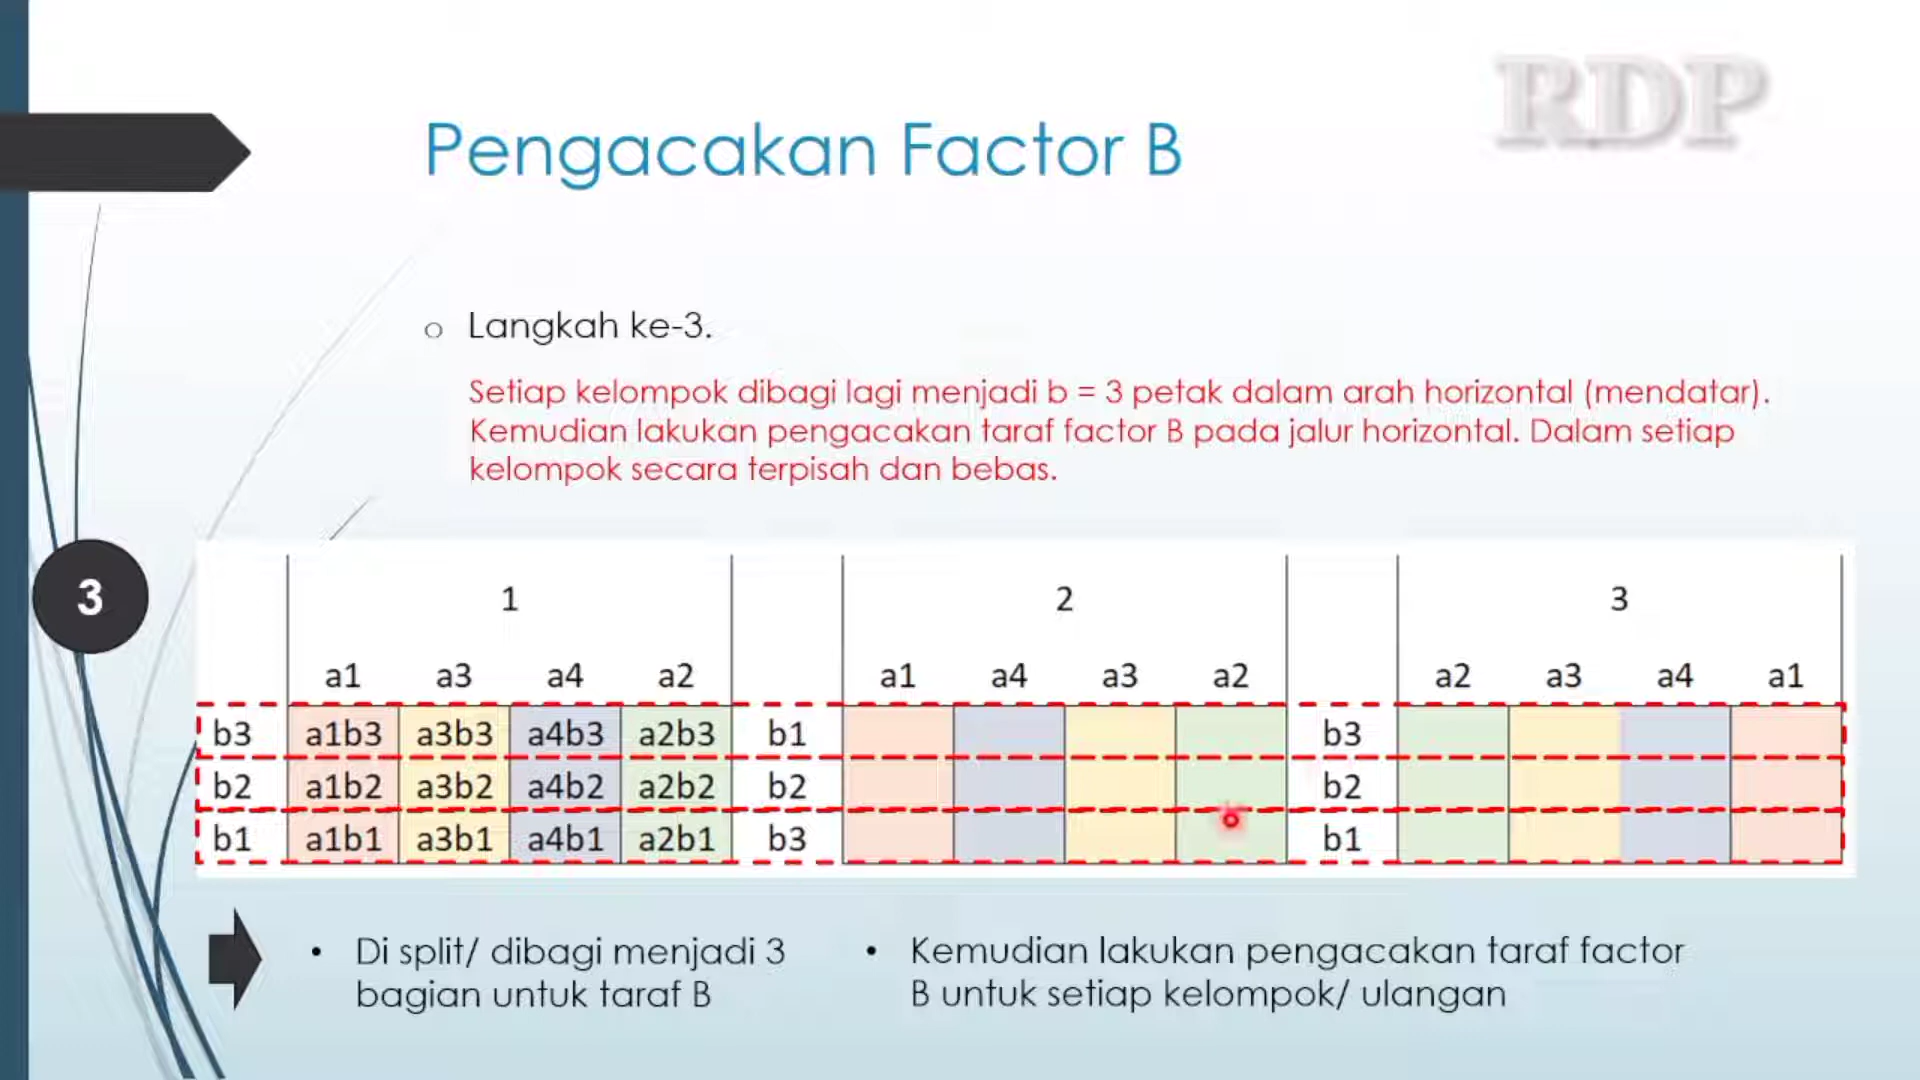 RDP
Pengacakan Factor B
Langkah ke-3.
Setiap kelompok dibagi lagi menjadi b = 3 petak dalam arah horizontal (mendatar).
Kemudian lakukan pengacakan taraf factor B pada jalur horizontal. Dalam setiap
kelompok secara terpisah dan bebas.
3
1 2 3
a1 a3 a4 a2 a1 a4 a3 a2 a2 a3 a4 a1
b3 a1b3 a3b3 a4b3 a2b3 b1 b3
b2 a1b2 a3b2 a4b2 a2b2 b2 b2
b1 a1b1 a3b1 a4b1 a2b1 b3 b1
• Di split/ dibagi menjadi 3
bagian untuk taraf B
• Kemudian lakukan pengacakan taraf factor
B untuk setiap kelompok/ ulangan